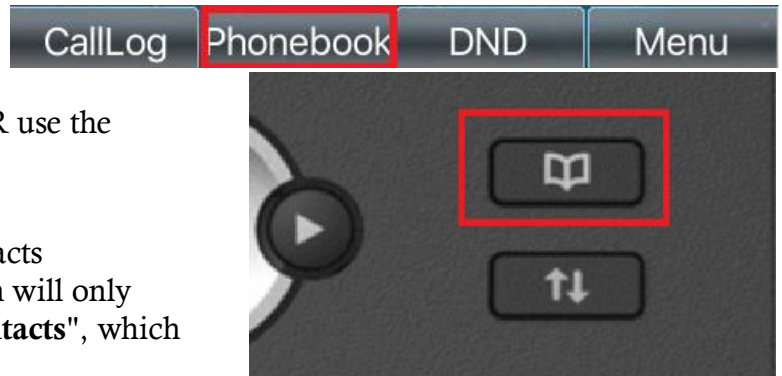 CallLog Phonebook DND Menu
R use the
acts
n will only
tacts", which